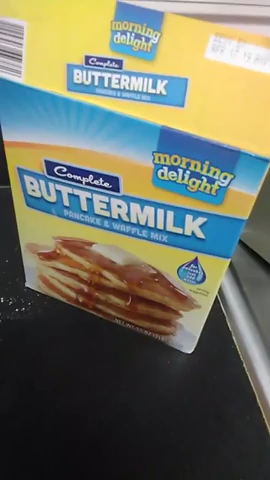 morning
delight
Complete
BUTTERMILK
PANCAKE & WAFFLE MIX
morning
delight
Complete
BUTTERMILK
PANCAKE & WAFFLE MIX